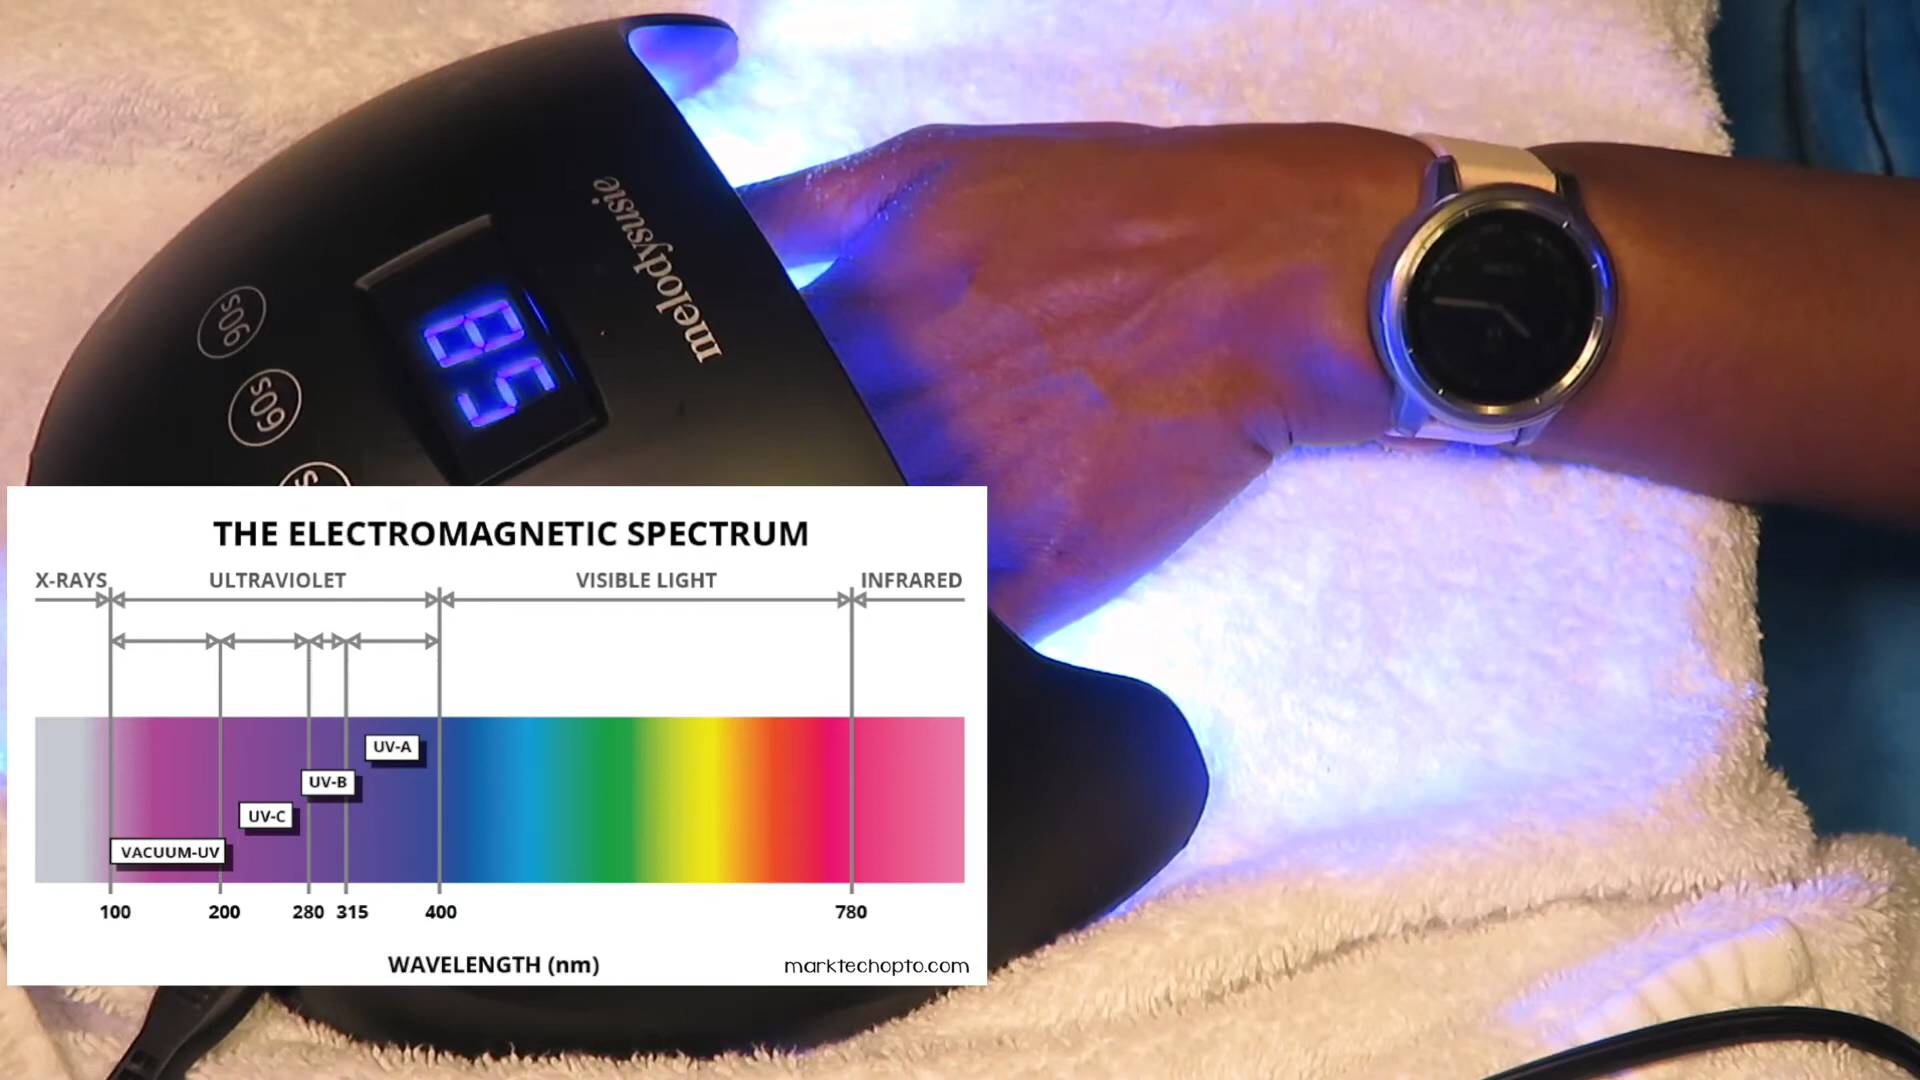 melodysusie
58
90s
60s
THE ELECTROMAGNETIC SPECTRUM
X-RAYS ULTRAVIOLET VISIBLE LIGHT INFRARED
UV-A
UV-B
UV-C
VACUUM-UV
100 200 280 315 400 780
WAVELENGTH (nm)
marktechopto.com